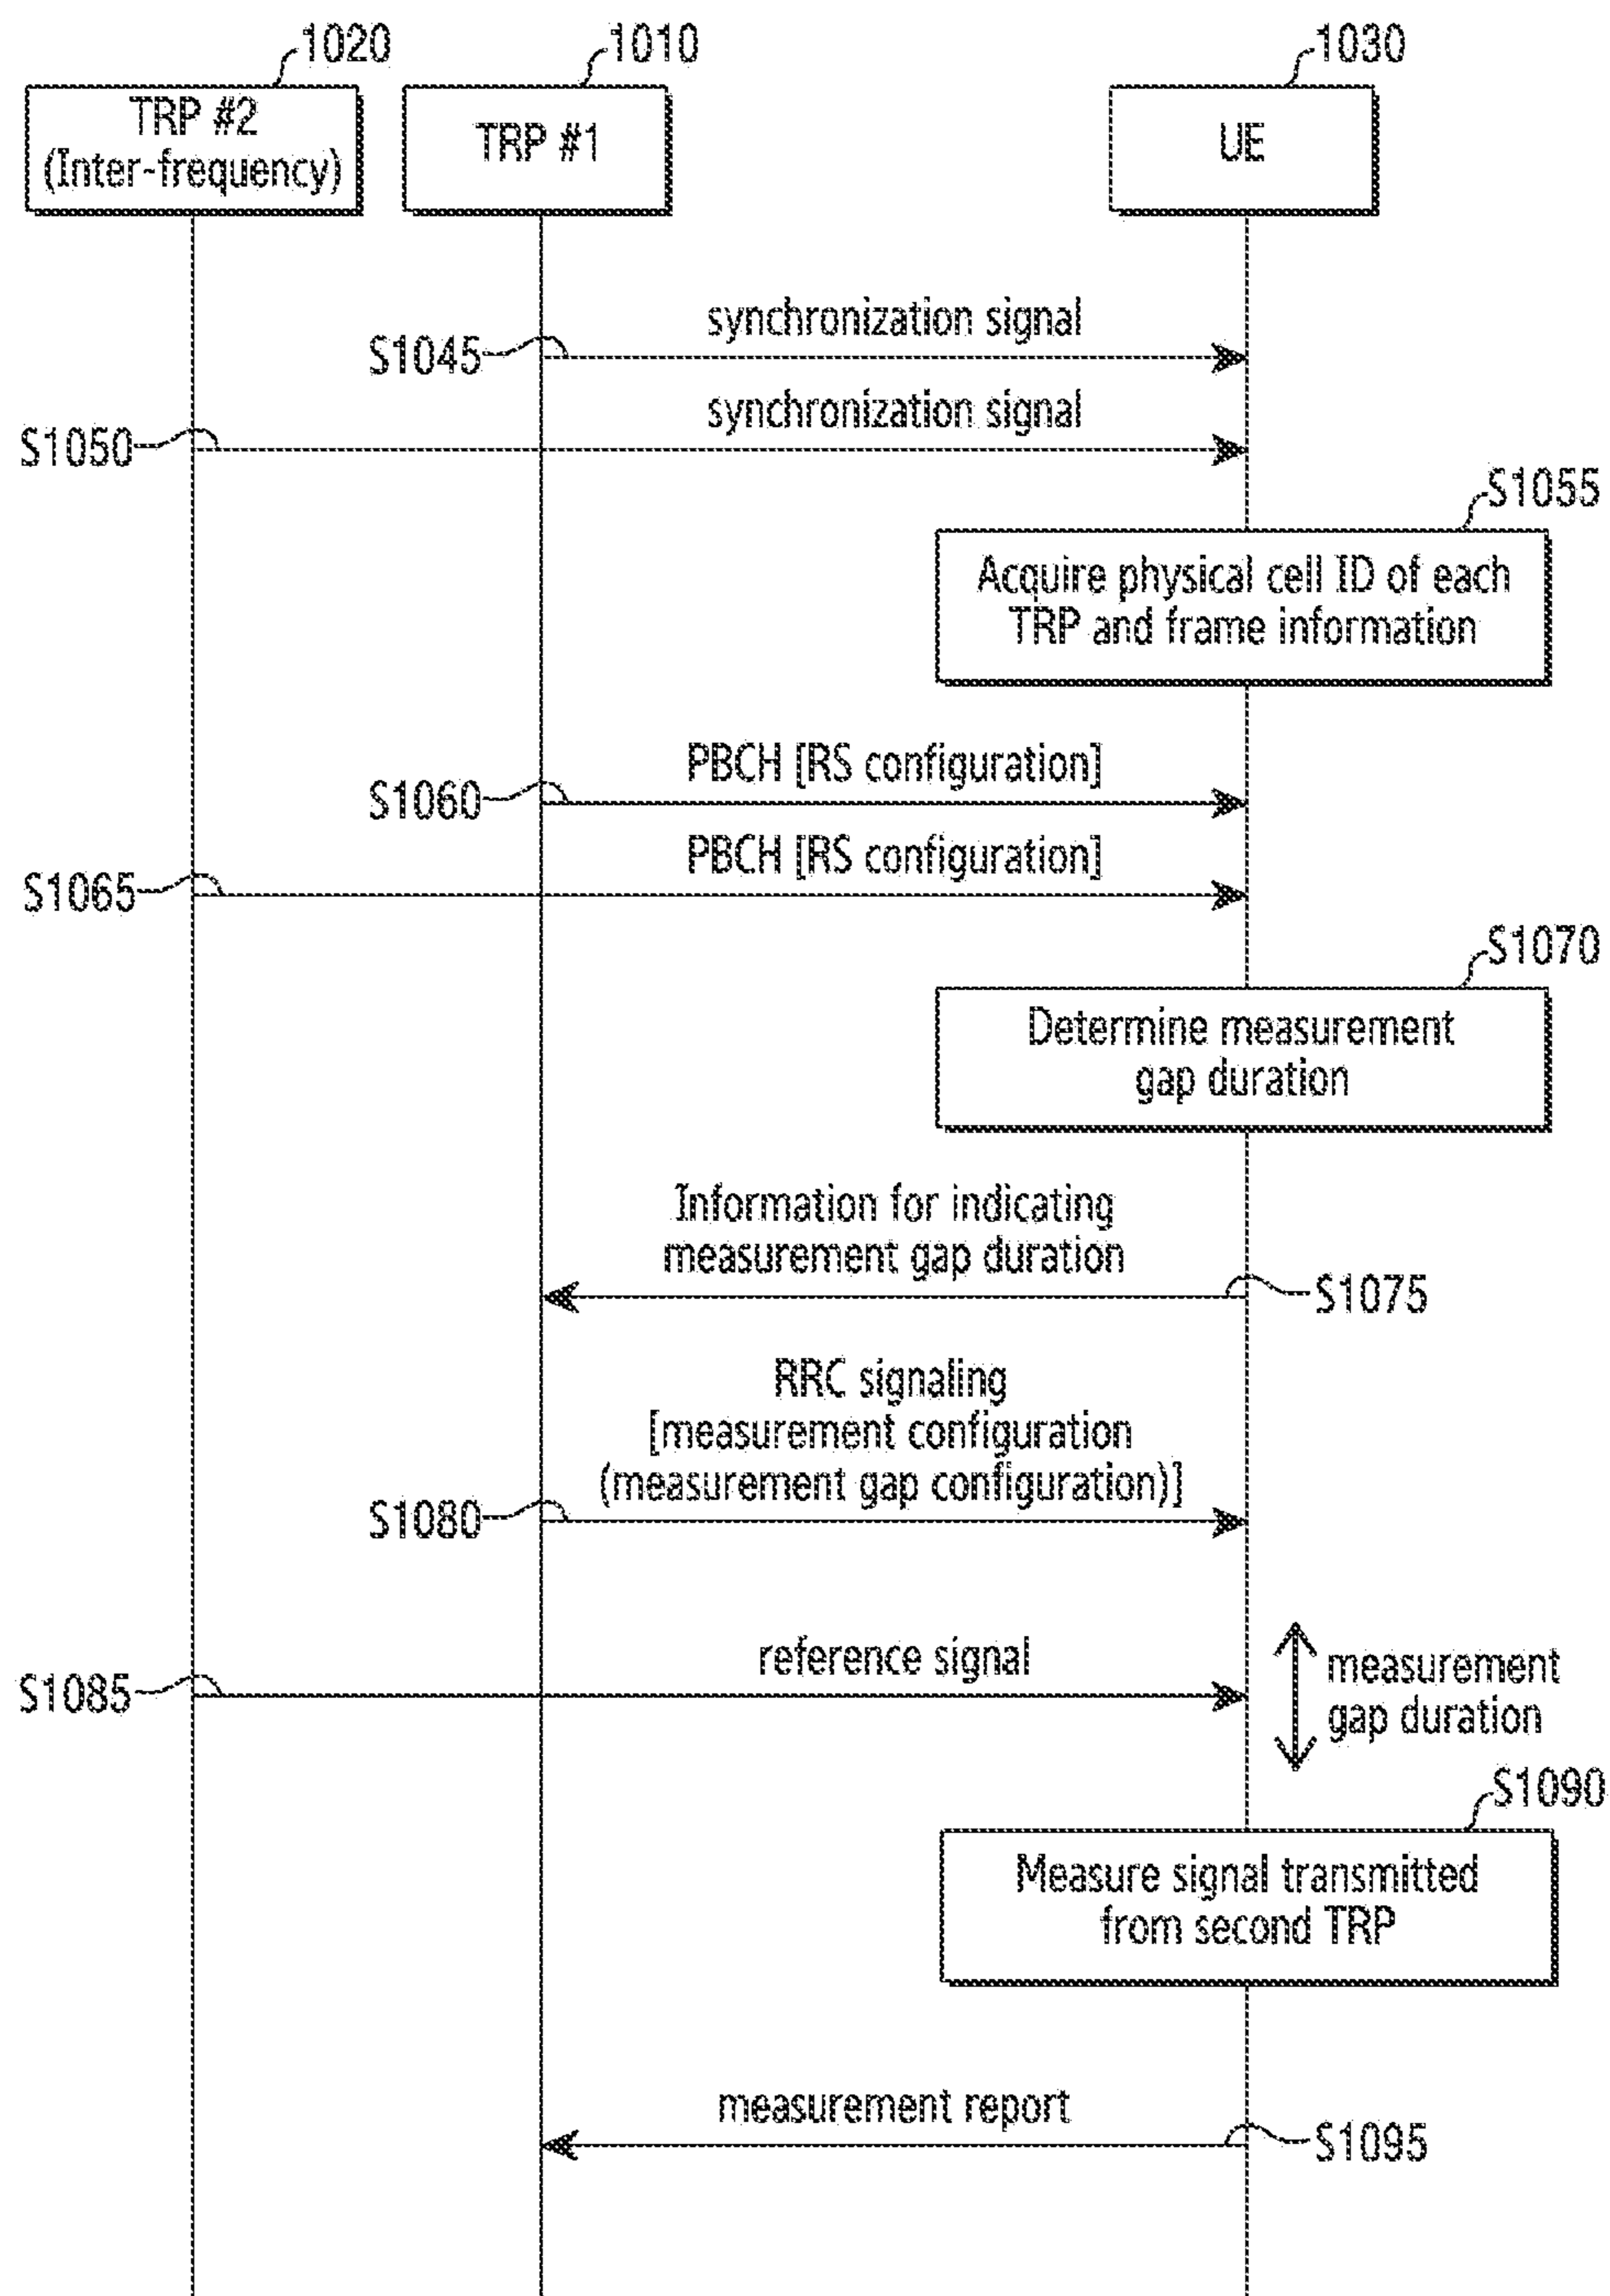 1020
1010
1030
TRP #2
(Inter-frequency)
TRP #1
UE
synchronization signal
S1045
synchronization signal
S1050
S1055
Acquire physical cell ID of each
TRP and frame information
PBCH [RS configuration]
S1060
PBCH [RS configuration]
S1065
S1070
Determine measurement
gap duration
Information for indicating
measurement gap duration
S1075
RRC signaling
[measurement configuration
(measurement gap configuration)]
S1080
reference signal
S1085
measurement
gap duration
S1090
Measure signal transmitted
from second TRP
measurement report
S1095